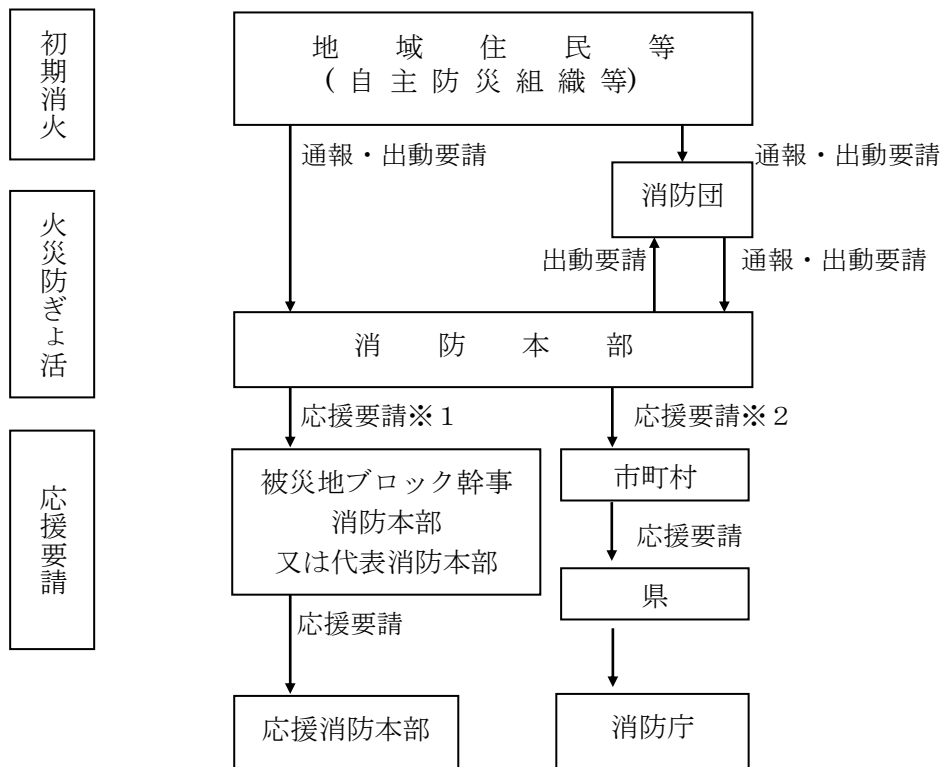 初期消火
地域住民等
(自主防災組織等)
通報・出動要請
通報・出動要請
消防団
火災防ぎょ活
出動要請
通報・出動要請
消防本部
応援要請※1
応援要請※2
応援要請
被災地ブロック幹事
消防本部
又は代表消防本部
市町村
応援要請
県
応援要請
応援消防本部
消防庁